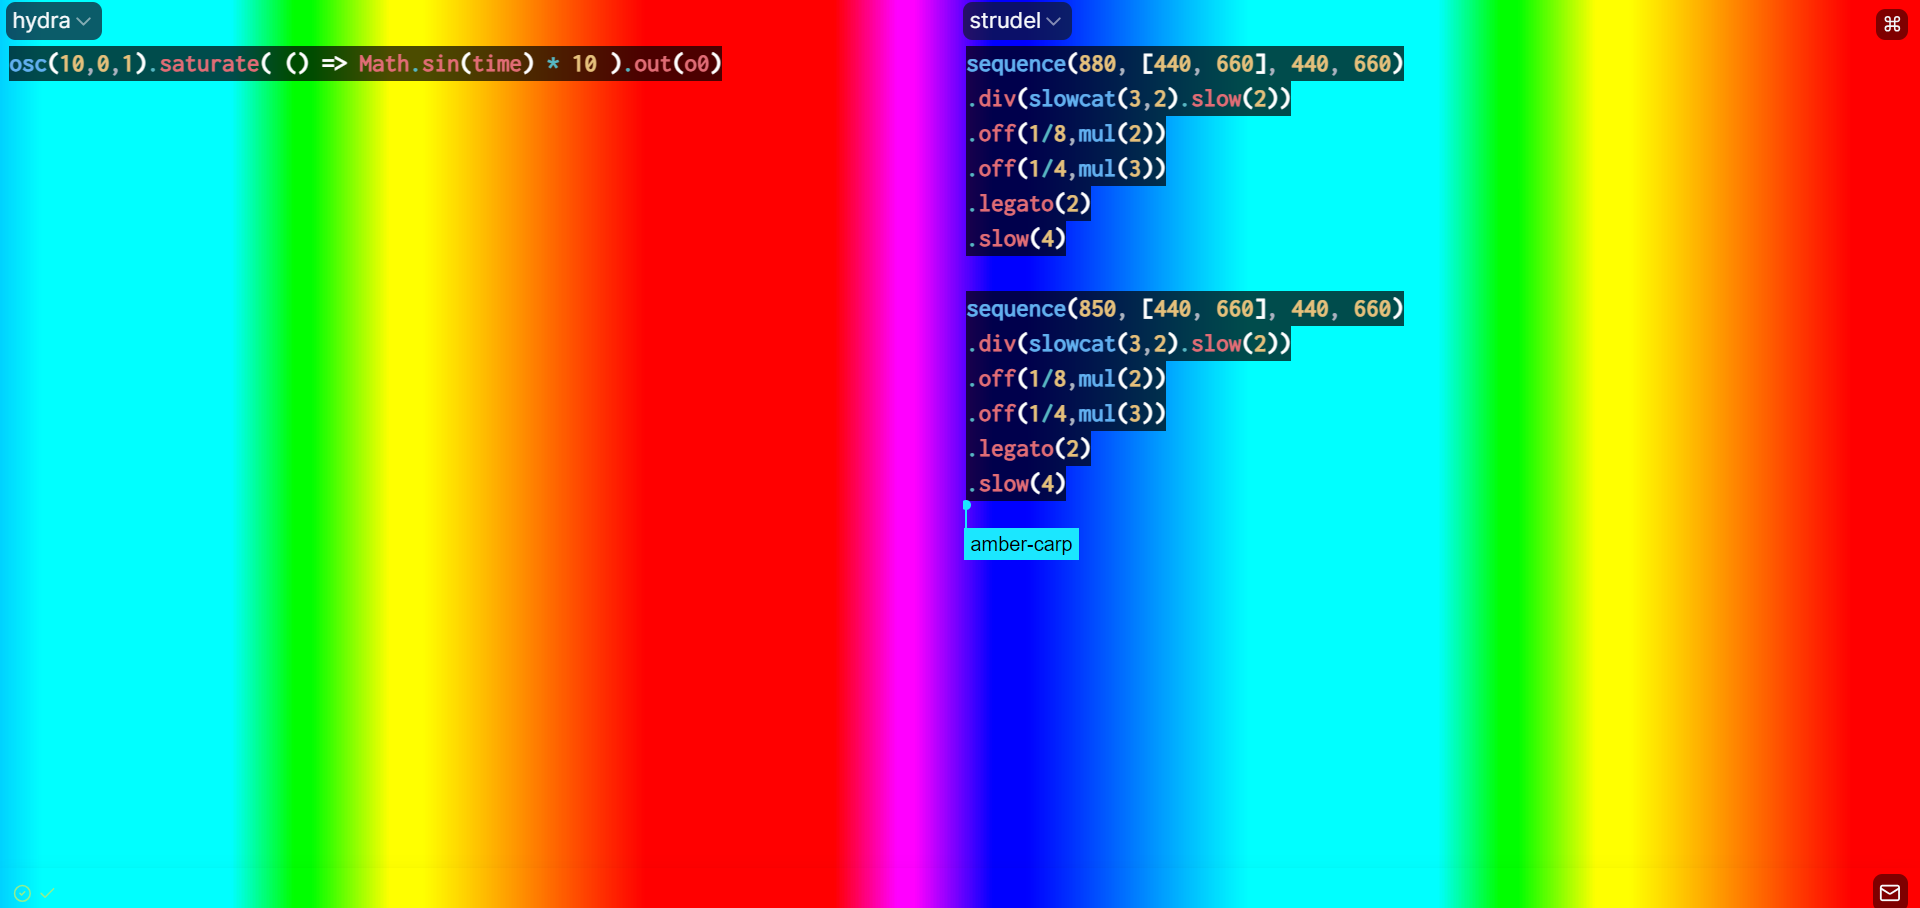 hydra
osc(10,0,1).saturate( () => Math.sin(time) * 10 ).out(o0)
strudel
sequence(880, [440, 660], 440, 660)
.div(slowcat(3,2).slow(2))
.off(1/8,mul(2))
.off(1/4,mul(3))
.legato(2)
.slow(4)
sequence(850, [440, 660], 440, 660)
.div(slowcat(3,2).slow(2))
.off(1/8,mul(2))
.off(1/4,mul(3))
.legato(2)
.slow(4)
amber-carp